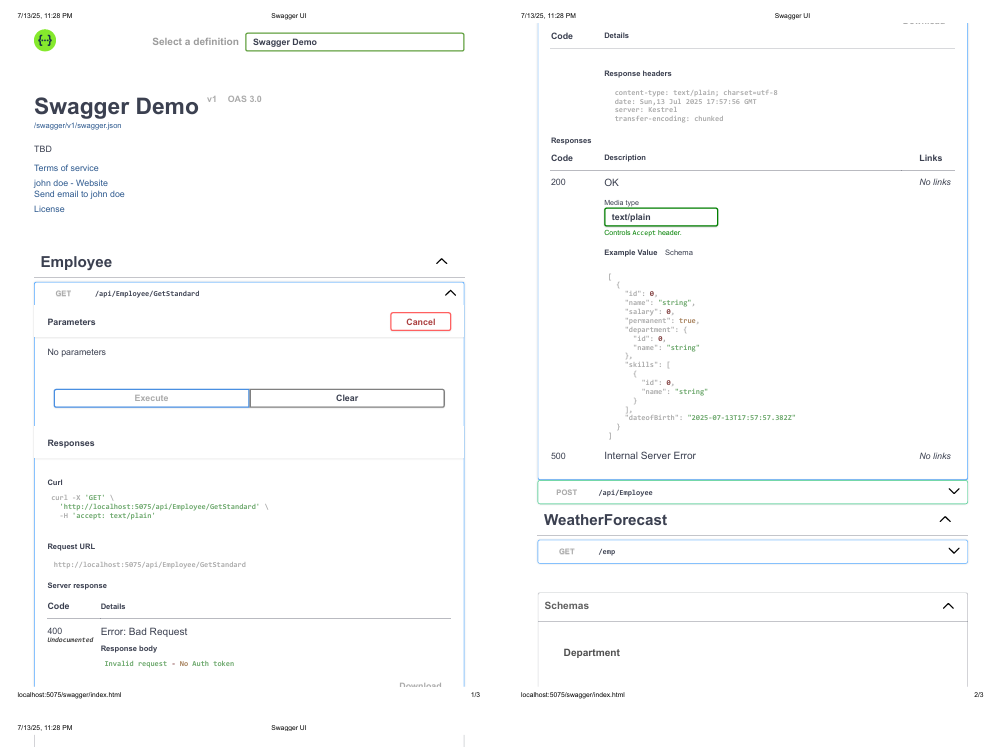 7/13/25, 11:28 PM Swagger UI
{···}
Select a definition Swagger Demo
Swagger Demo v1 OAS 3.0
/swagger/v1/swagger.json
TBD
Terms of service
john doe - Website
Send email to john doe
License
Employee
GET /api/Employee/GetStandard
Parameters Cancel
No parameters
Execute Clear
Responses
Curl
curl -X 'GET' \
'http://localhost:5075/api/Employee/GetStandard' \
-H 'accept: text/plain'
Request URL
http://localhost:5075/api/Employee/GetStandard
Server response
Code Details
400 Error: Bad Request
Undocumented
Response body
Invalid request - No Auth token
Download
localhost:5075/swagger/index.html 1/3
7/13/25, 11:28 PM Swagger UI
Code Details
Response headers
content-type: text/plain; charset=utf-8
date: Sun,13 Jul 2025 17:57:56 GMT
server: Kestrel
transfer-encoding: chunked
Responses
Code Description Links
200 OK No links
Media type
text/plain
Controls Accept header.
Example Value Schema
[
{
"id": 0,
"name": "string",
"salary": 0,
"permanent": true,
"department": {
"id": 0,
"name": "string"
},
"skills": [
{
"id": 0,
"name": "string"
}
],
"dateofBirth": "2025-07-13T17:57:57.382Z"
}
]
500 Internal Server Error No links
POST /api/Employee
WeatherForecast
GET /emp
Schemas
Department
localhost:5075/swagger/index.html 2/3
7/13/25, 11:28 PM Swagger UI